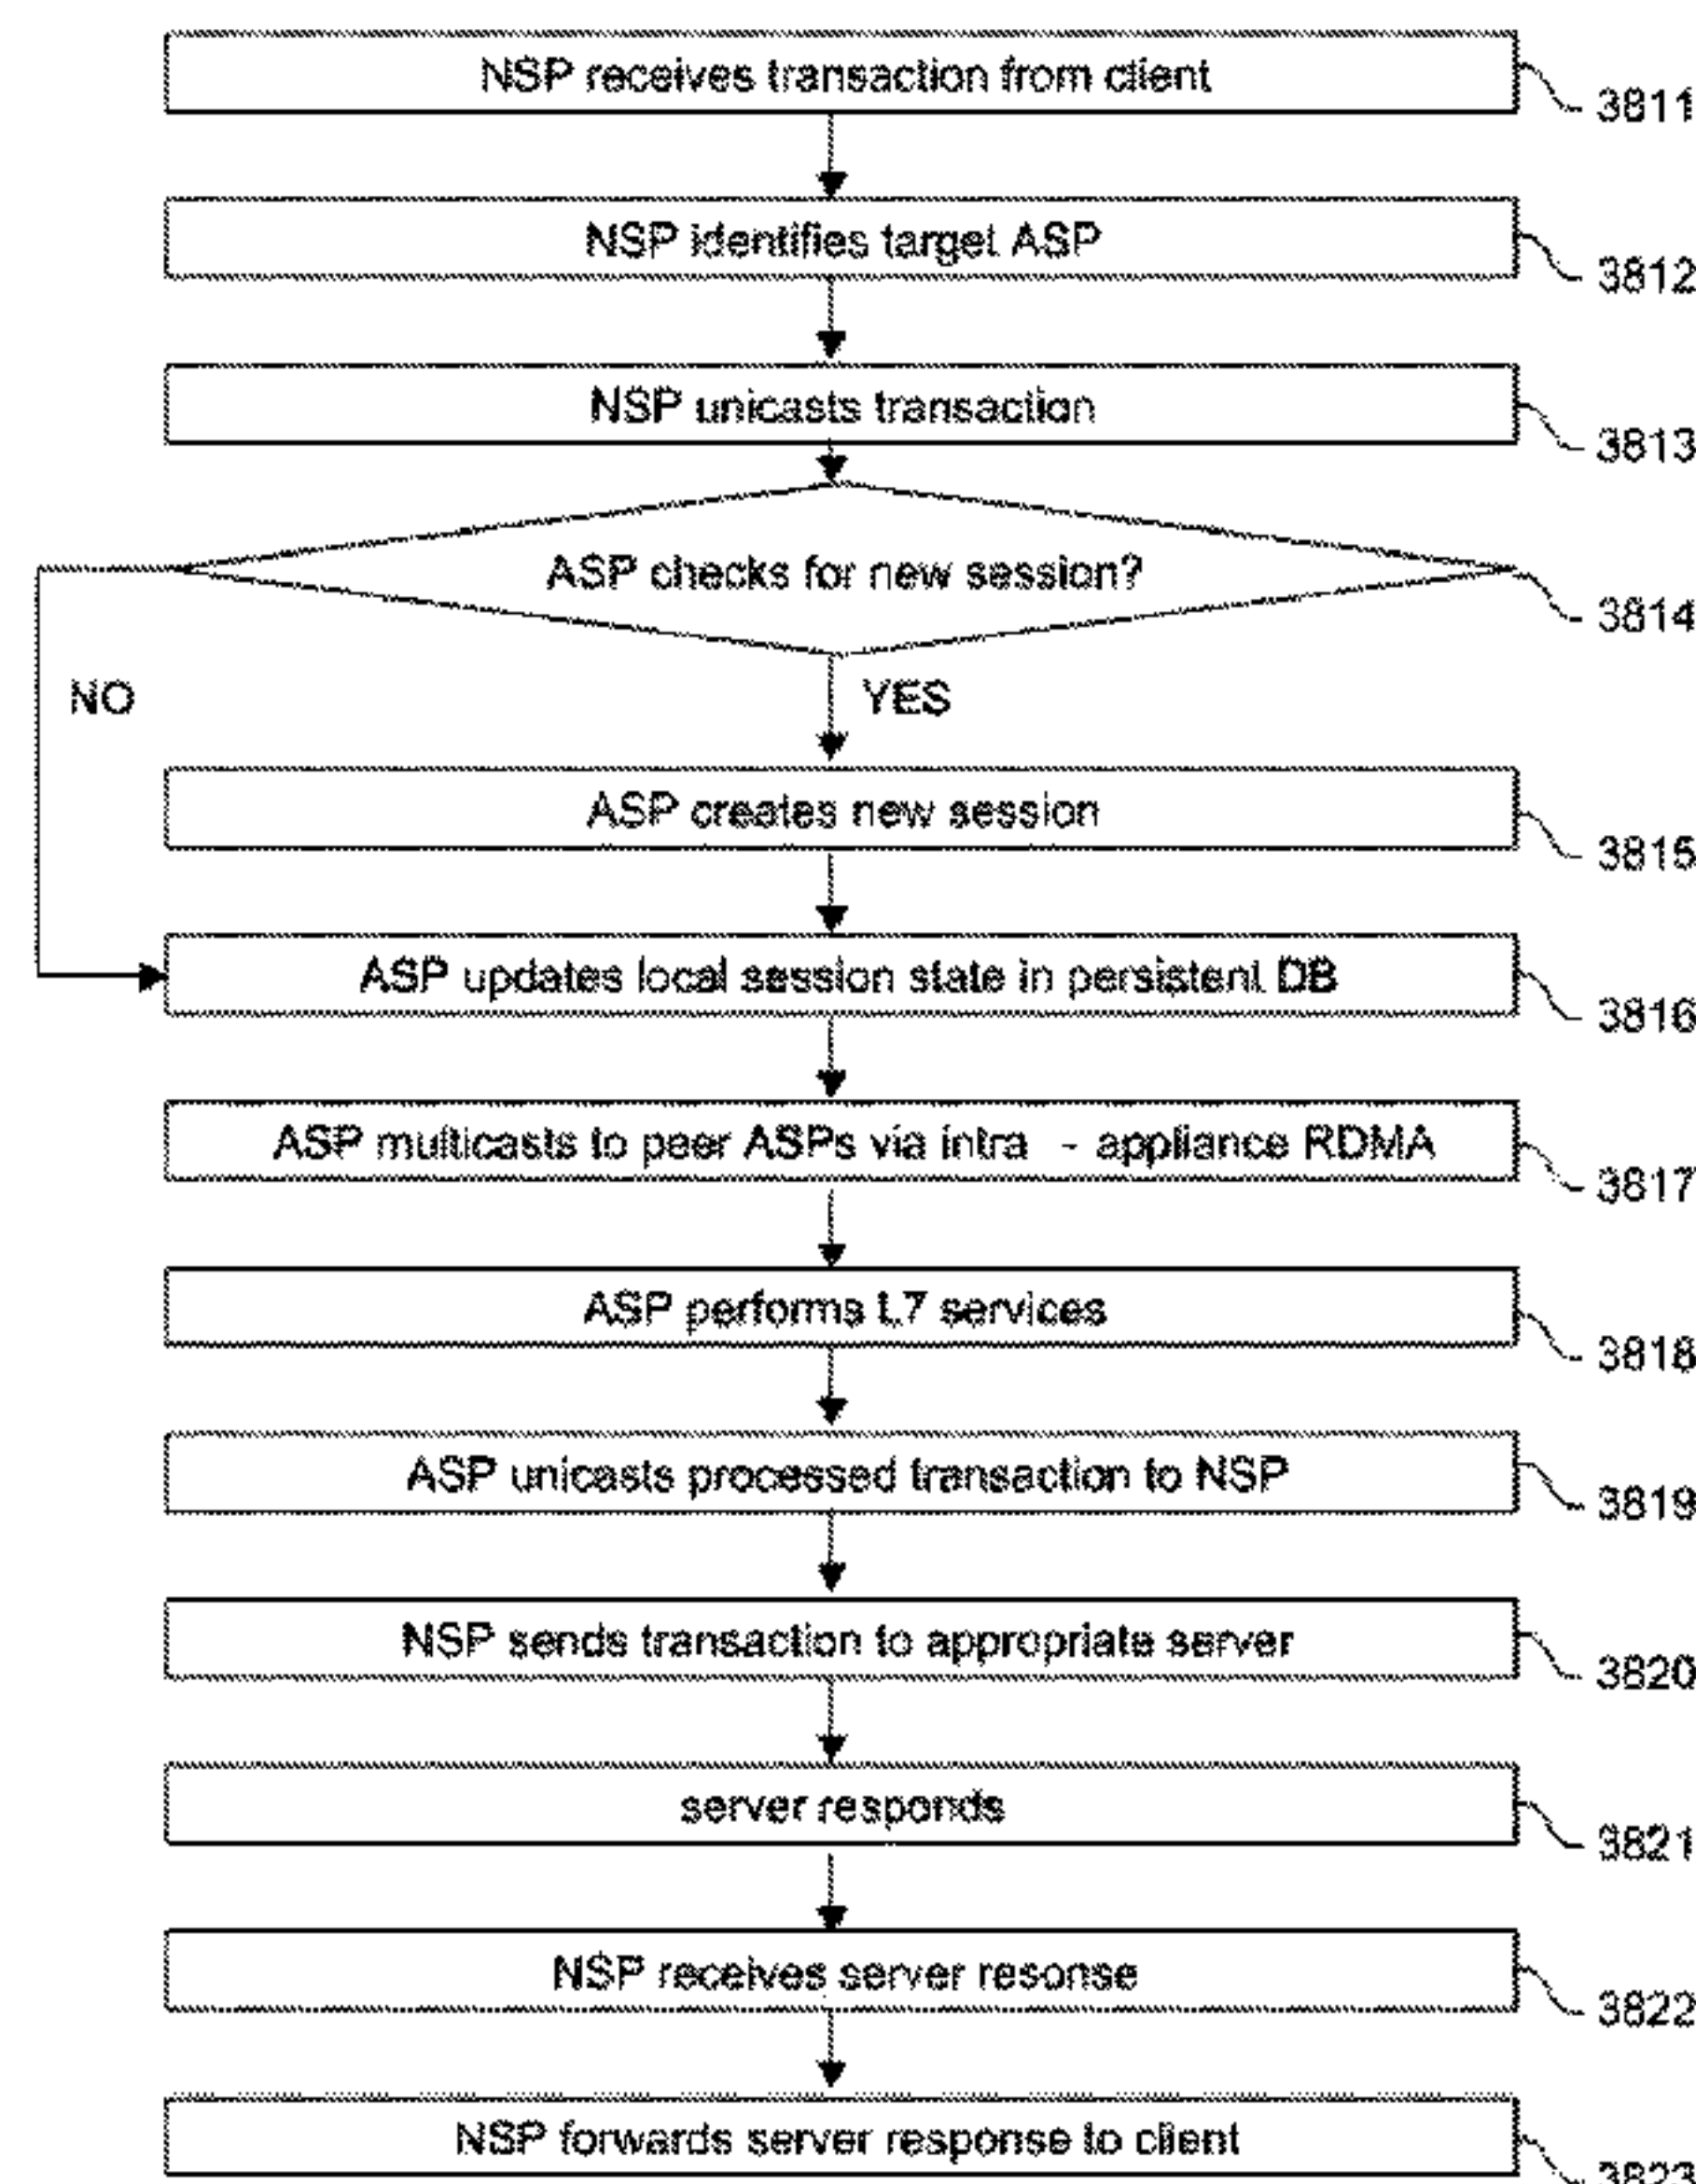 NSP receives transaction from client
3811
NSP identifies target ASP
3812
NSP unicasts transaction
3813
ASP checks for new session?
3814
NO
YES
ASP creates new session
3815
ASP updates local session state in persistent DB
3816
ASP multicasts to peer ASPs via intra - appliance RDMA
3817
ASP performs L7 services
3818
ASP unicasts processed transaction to NSP
3819
NSP sends transaction to appropriate server
3820
server responds
3821
NSP receives server resonse
3822
NSP forwards server response to client
3823